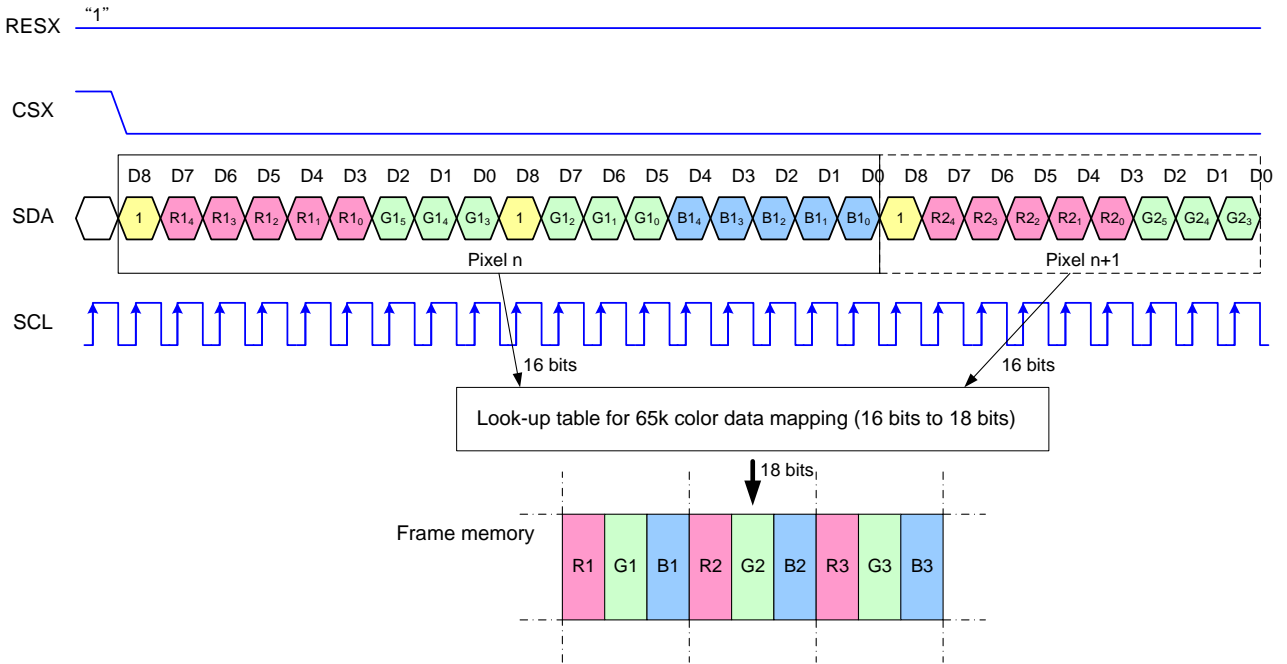 RESX “1”
CSX
D8 D7 D6 D5 D4 D3 D2 D1 D0 D8 D7 D6 D5 D4 D3 D2 D1 D0 D8 D7 D6 D5 D4 D3 D2 D1 D0
SDA 1 R1₄ R1₃ R1₂ R1₁ R1₀ G1₅ G1₄ G1₃ 1 G1₂ G1₁ G1₀ B1₄ B1₃ B1₂ B1₁ B1₀ 1 R2₄ R2₃ R2₂ R2₁ R2₀ G2₅ G2₄ G2₃
Pixel n Pixel n+1
SCL
16 bits 16 bits
Look-up table for 65k color data mapping (16 bits to 18 bits)
18 bits
Frame memory
R1 G1 B1 R2 G2 B2 R3 G3 B3